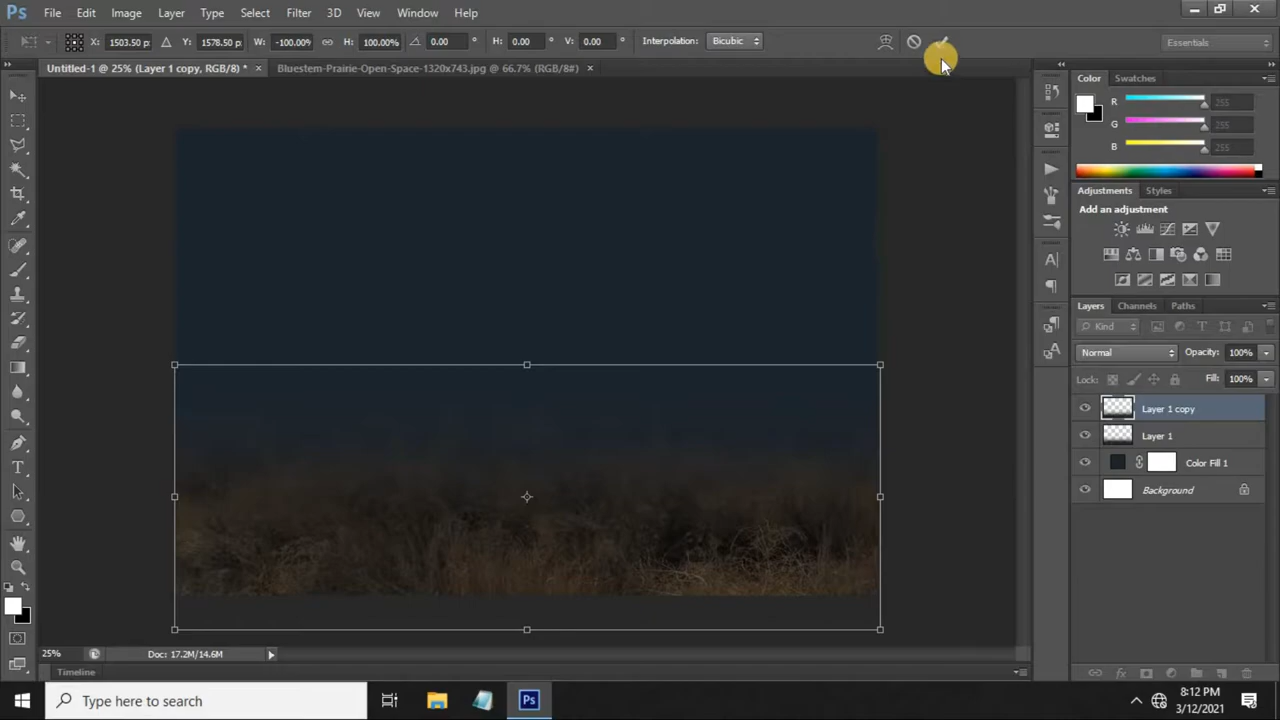 Ps File Edit Image Layer Type Select Filter 3D View Window Help
X: 1503.50 p: Y: 1578.50 px W: -100.00% H: 100.00% 0.00 ° H: 0.00 ° V: 0.00 ° Interpolation: Bicubic Essentials
Untitled-1 @ 25% (Layer 1 copy, RGB/8) * × Bluestem-Prairie-Open-Space-1320x743.jpg @ 66.7% (RGB/8#) ×
Color Swatches
R 255
G 255
B 255
Adjustments Styles
Add an adjustment
Layers Channels Paths
Kind
Normal Opacity: 100%
Lock: Fill: 100%
Layer 1 copy
Layer 1
Color Fill 1
Background
25% Doc: 17.2M/14.6M
Timeline
Type here to search Ps 8:12 PM
3/12/2021